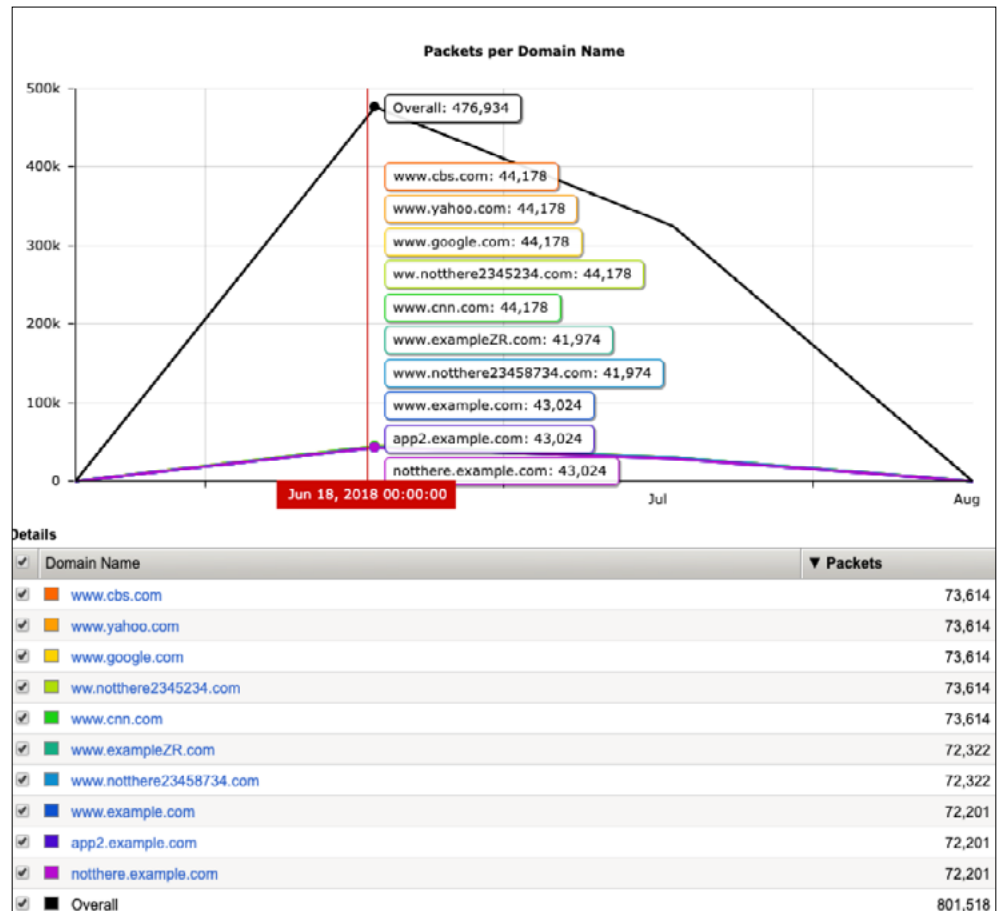 Packets per Domain Name
500k
Overall: 476,934
400k
www.cbs.com: 44,178
www.yahoo.com: 44,178
300k
www.google.com: 44,178
ww.notthere2345234.com: 44,178
200k
www.cnn.com: 44,178
www.exampleZR.com: 41,974
www.notthere23458734.com: 41,974
100k
www.example.com: 43,024
app2.example.com: 43,024
notthere.example.com: 43,024
0
Jun 18, 2018 00:00:00
Jul
Aug
Details
Domain Name ▼ Packets
www.cbs.com 73,614
www.yahoo.com 73,614
www.google.com 73,614
ww.notthere2345234.com 73,614
www.cnn.com 73,614
www.exampleZR.com 72,322
www.notthere23458734.com 72,322
www.example.com 72,201
app2.example.com 72,201
notthere.example.com 72,201
Overall 801,518